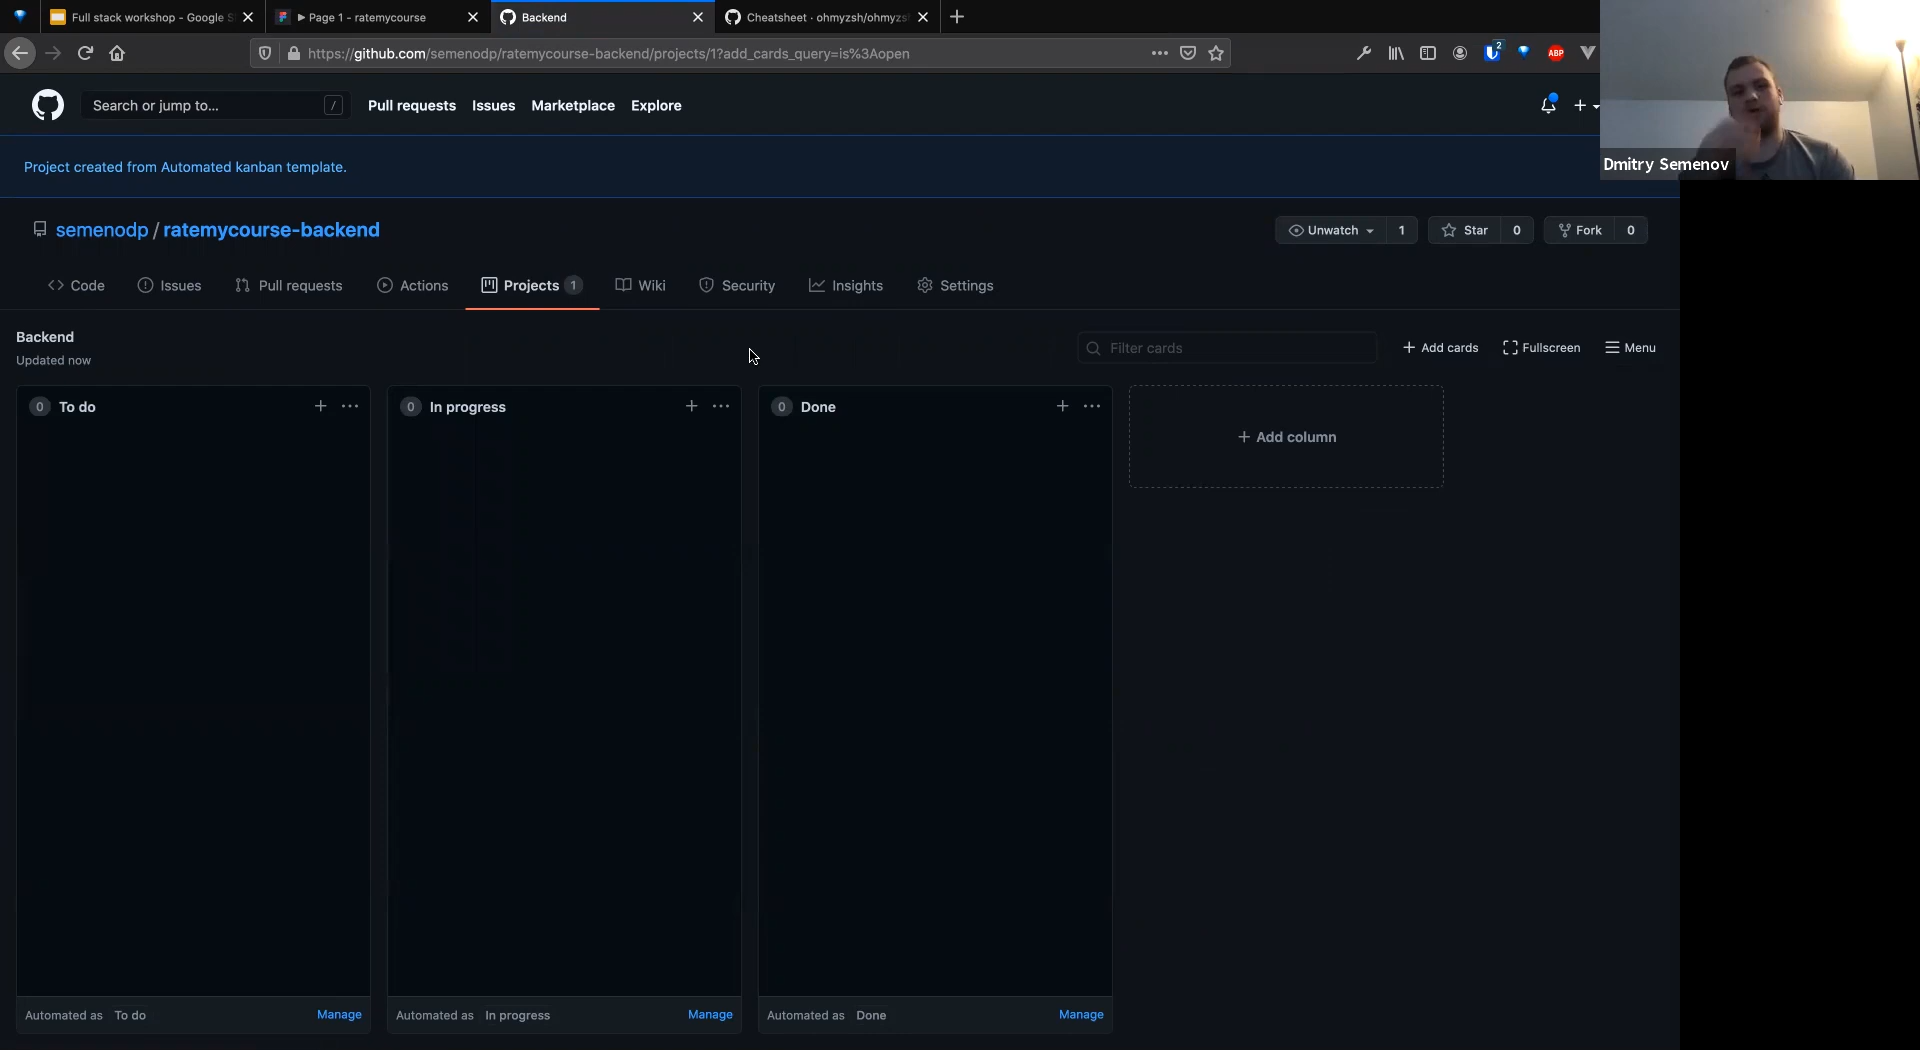 Full stack workshop - Google S
Page 1 - ratemycourse
Backend
Cheatsheet · ohmyzsh/ohmyzs
https://github.com/semenodp/ratemycourse-backend/projects/1?add_cards_query=is%3Aopen
2
ABP
Search or jump to...
/
Pull requests
Issues
Marketplace
Explore
Dmitry Semenov
Project created from Automated kanban template.
semenodp / ratemycourse-backend
Unwatch 1
Star 0
Fork 0
Code
Issues
Pull requests
Actions
Projects 1
Wiki
Security
Insights
Settings
Backend
Updated now
Filter cards
+ Add cards
Fullscreen
Menu
0 To do
0 In progress
0 Done
+ Add column
Automated as To do
Manage
Automated as In progress
Manage
Automated as Done
Manage